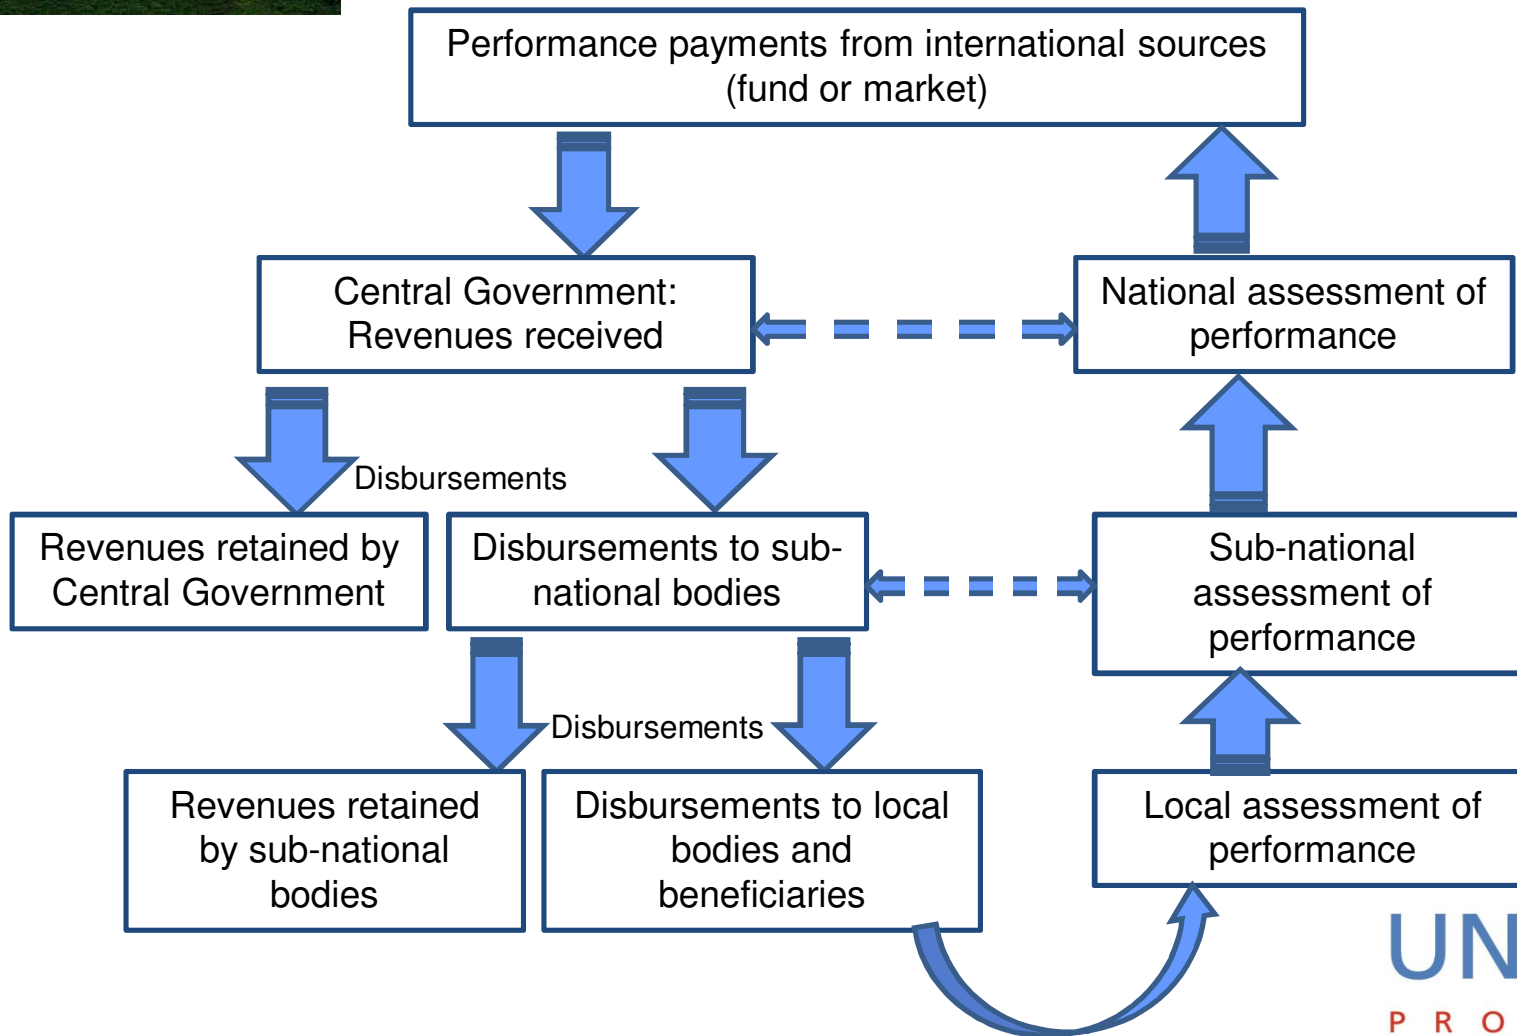 Performance payments from international sources
(fund or market)
Central Government:
Revenues received
National assessment of
performance
Disbursements
Revenues retained by
Central Government
Disbursements to sub-
national bodies
Sub-national
assessment of
performance
Disbursements
Revenues retained
by sub-national
bodies
Disbursements to local
bodies and
beneficiaries
Local assessment of
performance
UN
PRO